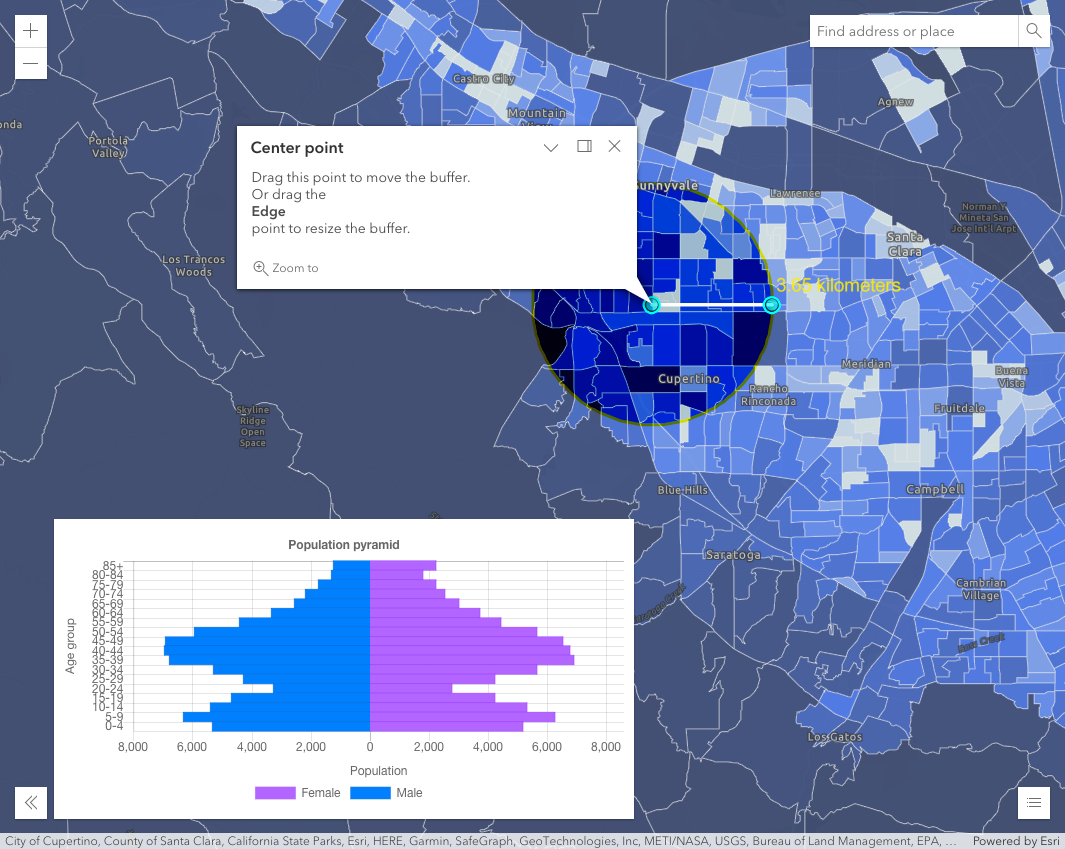 +
−
Find address or place
Castro City
Agnew
Mountain
View
onda
Portola
Valley
Center point
Drag this point to move the buffer.
Or drag the
Edge
point to resize the buffer.
Zoom to
Sunnyvale
Lawrence
Norman Y
Mineta San
Jose Int'l Arpt
Santa
Clara
Los Trancos
Woods
3.65 kilometers
Meridian
Buena
Vista
Cupertino
Rancho
Rinconada
Fruitdale
Skyline
Ridge
Open
Space
Blue Hills
Campbell
Saratoga
Cambrian
Village
Los Gatos
Population pyramid
Age group
85+
80-84
75-79
70-74
65-69
60-64
55-59
50-54
45-49
40-44
35-39
30-34
25-29
20-24
15-19
10-14
5-9
0-4
8,000 6,000 4,000 2,000 0 2,000 4,000 6,000 8,000
Population
Female Male
City of Cupertino, County of Santa Clara, California State Parks, Esri, HERE, Garmin, SafeGraph, GeoTechnologies, Inc, METI/NASA, USGS, Bureau of Land Management, EPA, ... Powered by Esri